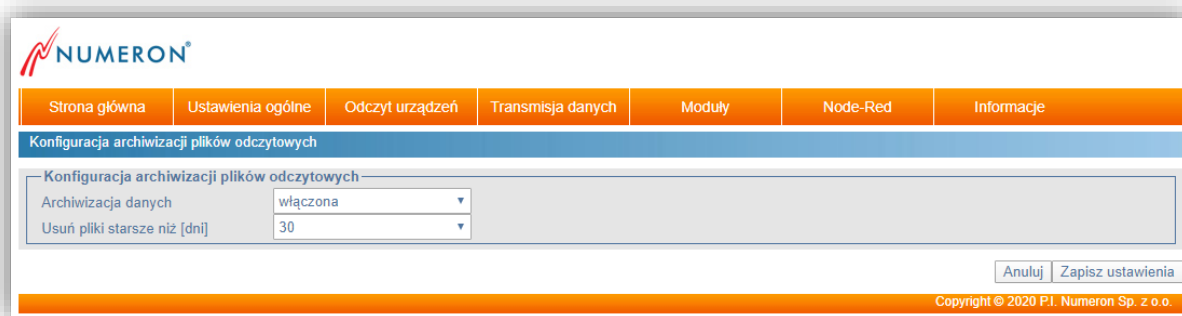 NUMERON®
Strona główna Ustawienia ogólne Odczyt urządzeń Transmisja danych Moduły Node-Red Informacje
Konfiguracja archiwizacji plików odczytowych
Konfiguracja archiwizacji plików odczytowych
Archiwizacja danych włączona
Usuń pliki starsze niż [dni] 30
Anuluj Zapisz ustawienia
Copyright © 2020 P.I. Numeron Sp. z o.o.